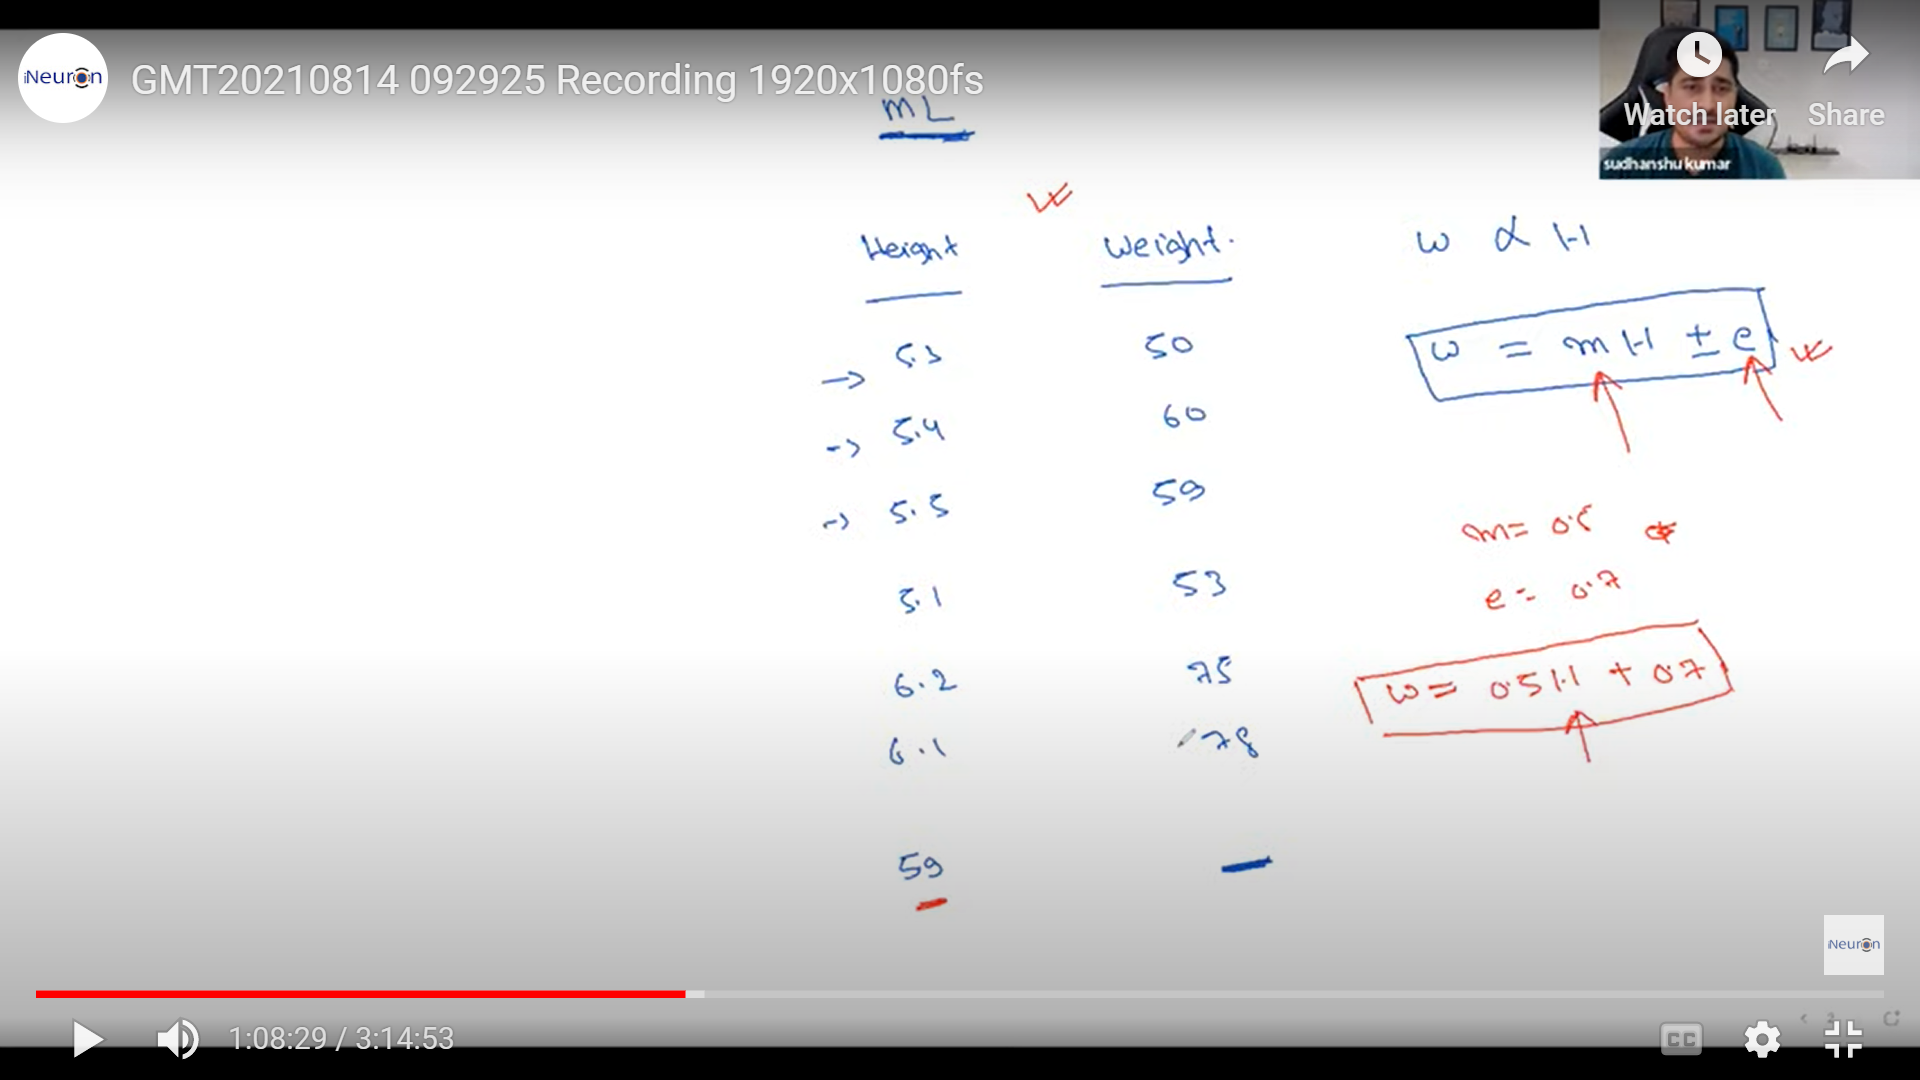 iNeuron
GMT20210814 092925 Recording 1920x1080fs
Watch later
Share
sudhanshu kumar
ML
Height Weight.
5.3 50
5.4 60
5.5 59
5.1 53
6.2 75
6.1 78
59
W ∝ H
W = mH ± e
m = 0.5
e = 0.7
W = 0.5H + 0.7
iNeuron
1:08:29 / 3:14:53
CC